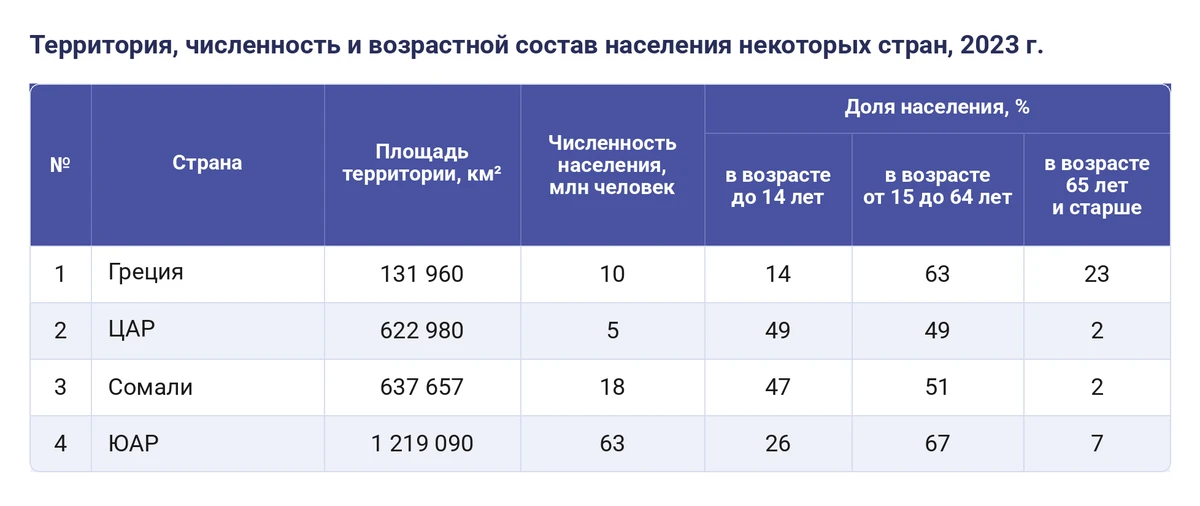 Территория, численность и возрастной состав населения некоторых стран, 2023 г.
№
Страна
Площадь
территории, км²
Численность
населения,
млн человек
Доля населения, %
в возрасте
до 14 лет
в возрасте
от 15 до 64 лет
в возрасте
65 лет
и старше
1 Греция 131 960 10 14 63 23
2 ЦАР 622 980 5 49 49 2
3 Сомали 637 657 18 47 51 2
4 ЮАР 1 219 090 63 26 67 7